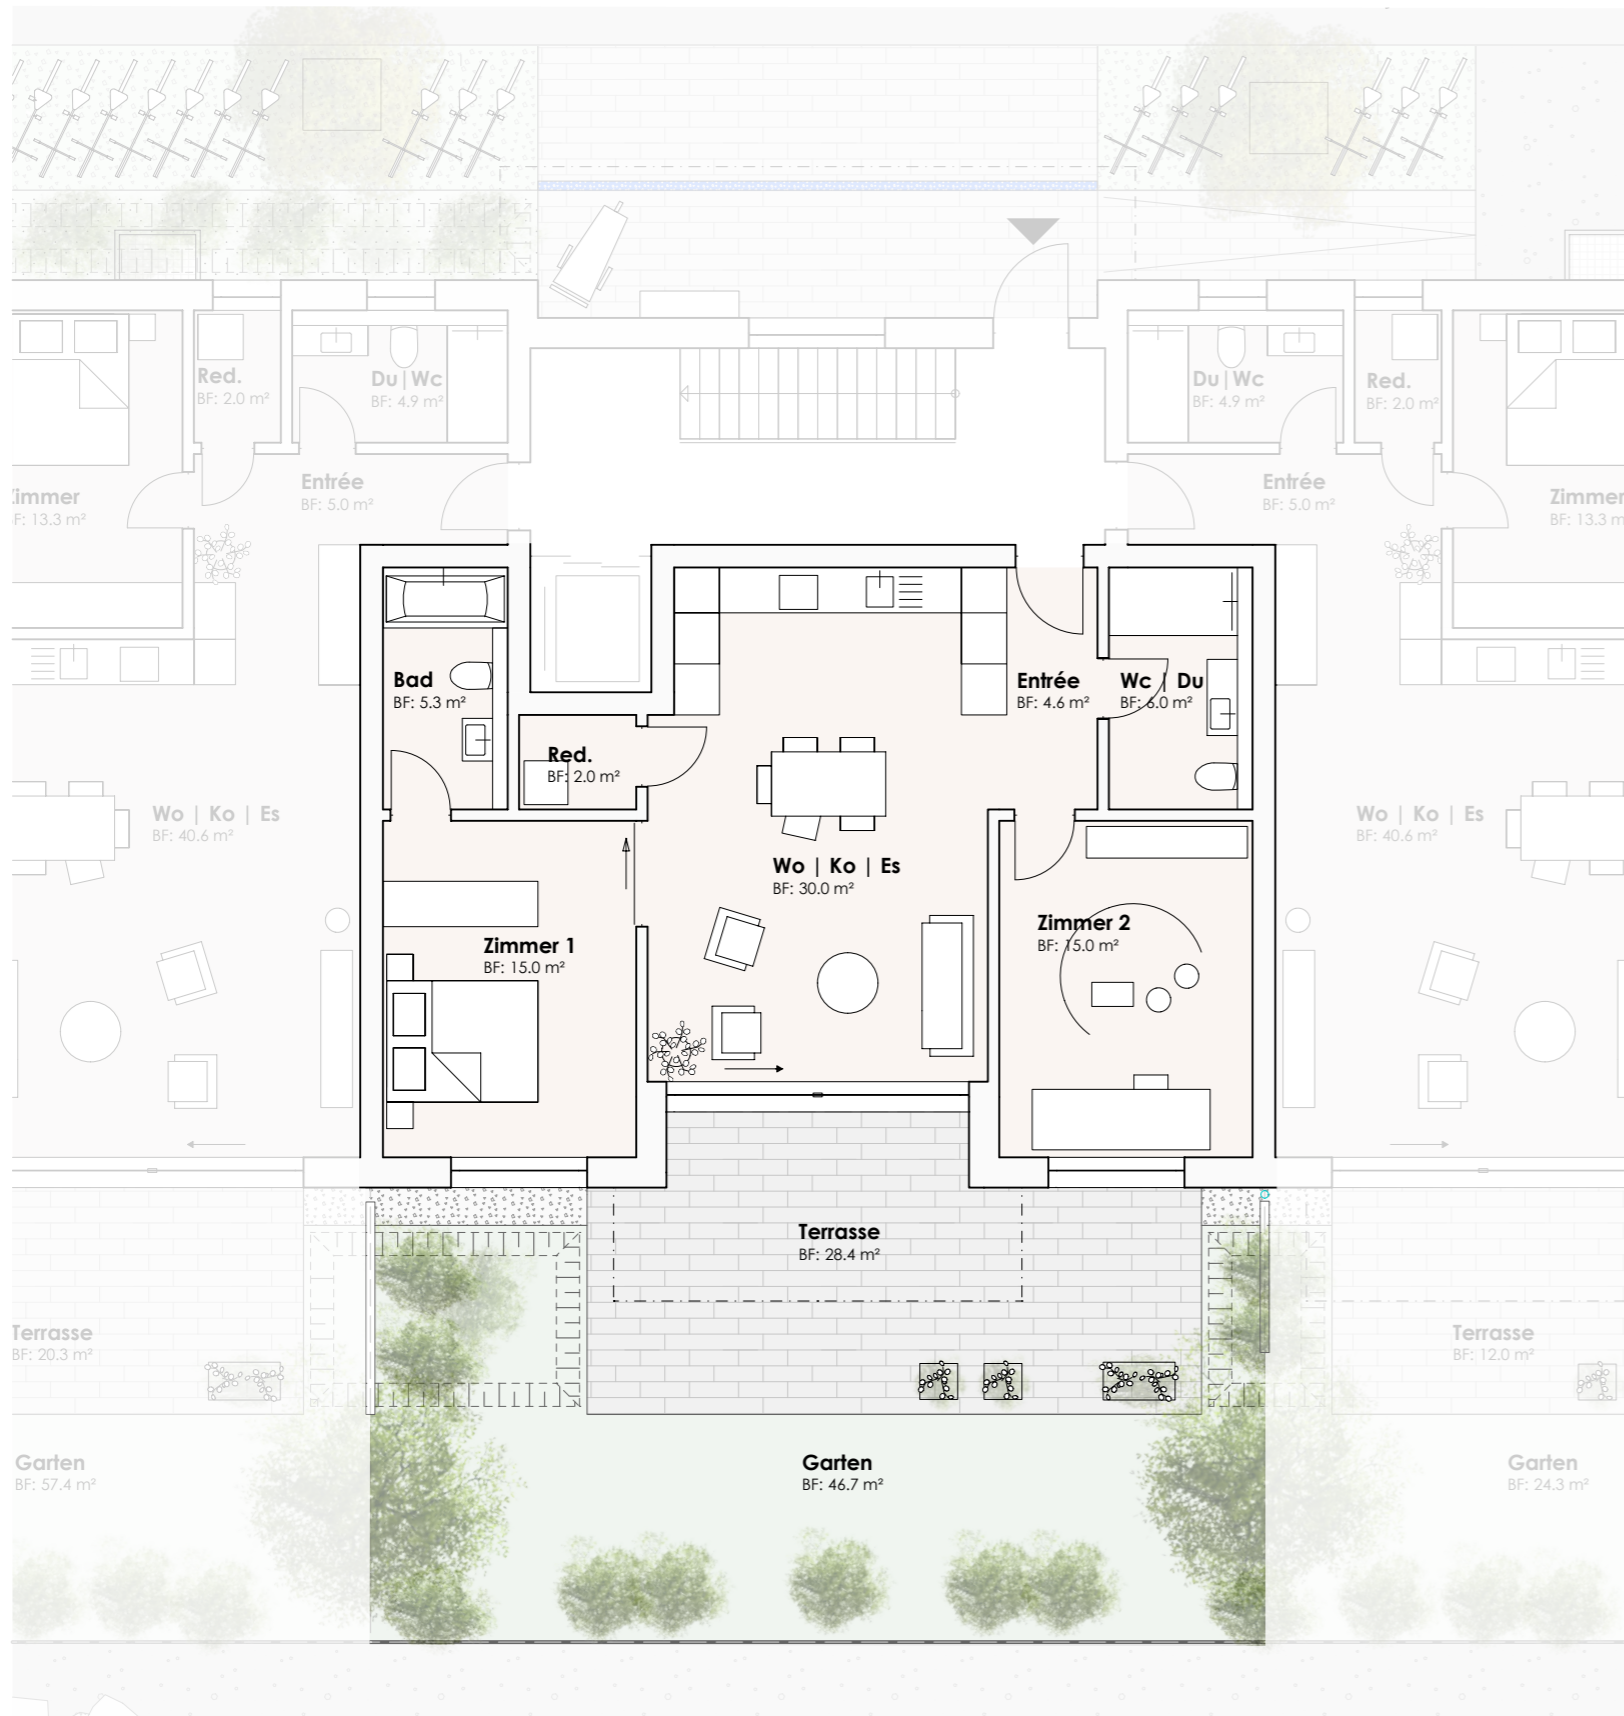 Red.
BF: 2.0 m²
Du|Wc
BF: 4.9 m²
Du|Wc
BF: 4.9 m²
Red.
BF: 2.0 m²
Zimmer
BF: 13.3 m²
Entrée
BF: 5.0 m²
Entrée
BF: 5.0 m²
Zimmer
BF: 13.3 m
Bad
BF: 5.3 m²
Entrée
BF: 4.6 m²
Wc | Du
BF: 6.0 m²
Red.
BF: 2.0 m²
Wo | Ko | Es
BF: 40.6 m²
Wo | Ko | Es
BF: 30.0 m²
Wo | Ko | Es
BF: 40.6 m²
Zimmer 1
BF: 15.0 m²
Zimmer 2
BF: 15.0 m²
Terrasse
BF: 28.4 m²
Terrasse
BF: 20.3 m²
Terrasse
BF: 12.0 m²
Garten
BF: 57.4 m²
Garten
BF: 46.7 m²
Garten
BF: 24.3 m²